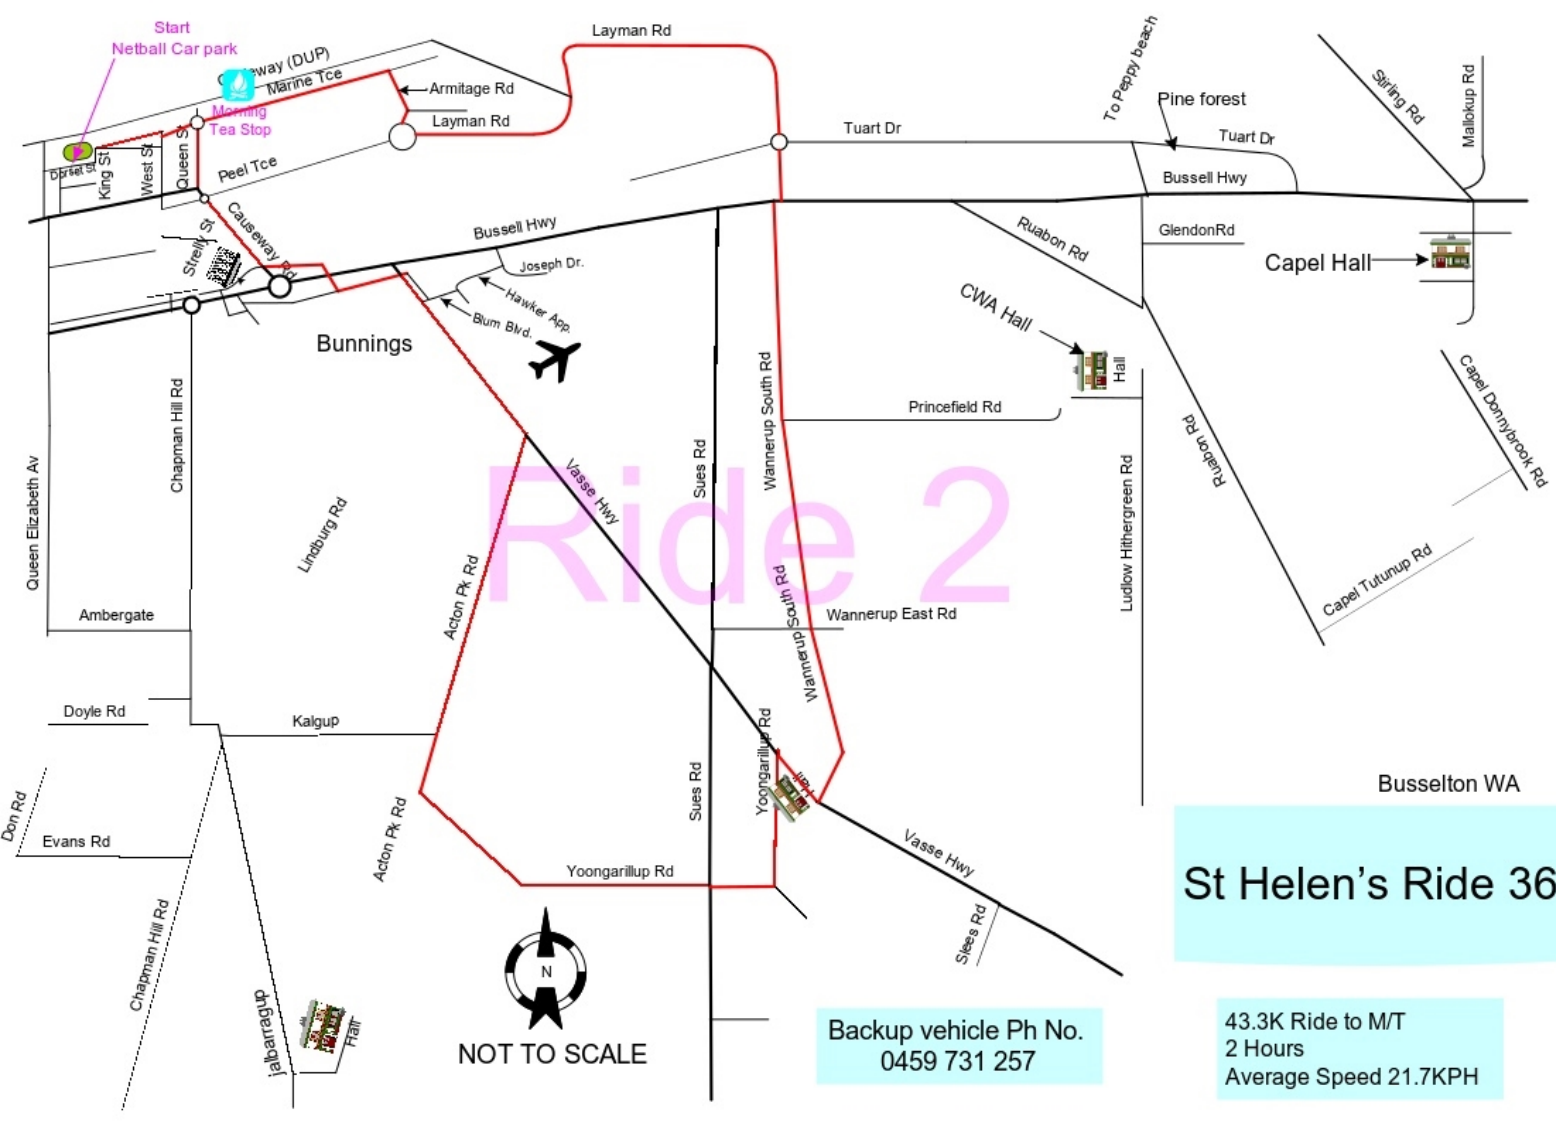 Start
Netball Car park
Layman Rd
Marine Tce
(DUP)
Armitage Rd
Morning
Tea Stop
Layman Rd
Tuart Dr
To Peppy beach
Pine forest
Tuart Dr
Stirling Rd
Mallokup Rd
Dorset St
King St
West St
Queen S
Peel Tce
Bussell Hwy
Causeway Rd
Strelly St
Bussell Hwy
Joseph Dr.
Hawker App.
Blum Blvd.
Ruabon Rd
GlendonRd
Capel Hall
CWA Hall
Hall
Bunnings
Chapman Hill Rd
Queen Elizabeth Av
Lindburg Rd
Vasse Hwy
Sues Rd
Wannerup South Rd
Princefield Rd
Ludlow Hithergreen Rd
Ruabon Rd
Capel Donnybrook Rd
Capel Tutunup Rd
Ride 2
Acton Pk Rd
Wannerup South Rd
Wannerup East Rd
Ambergate
Doyle Rd
Kalgup
Yoongarillup Rd
Hall
Sues Rd
Don Rd
Evans Rd
Acton Pk Rd
Yoongarillup Rd
Vasse Hwy
Slees Rd
Chapman Hill Rd
jalbarragup
Hall
N
NOT TO SCALE
Busselton WA
St Helen’s Ride 36
Backup vehicle Ph No.
0459 731 257
43.3K Ride to M/T
2 Hours
Average Speed 21.7KPH